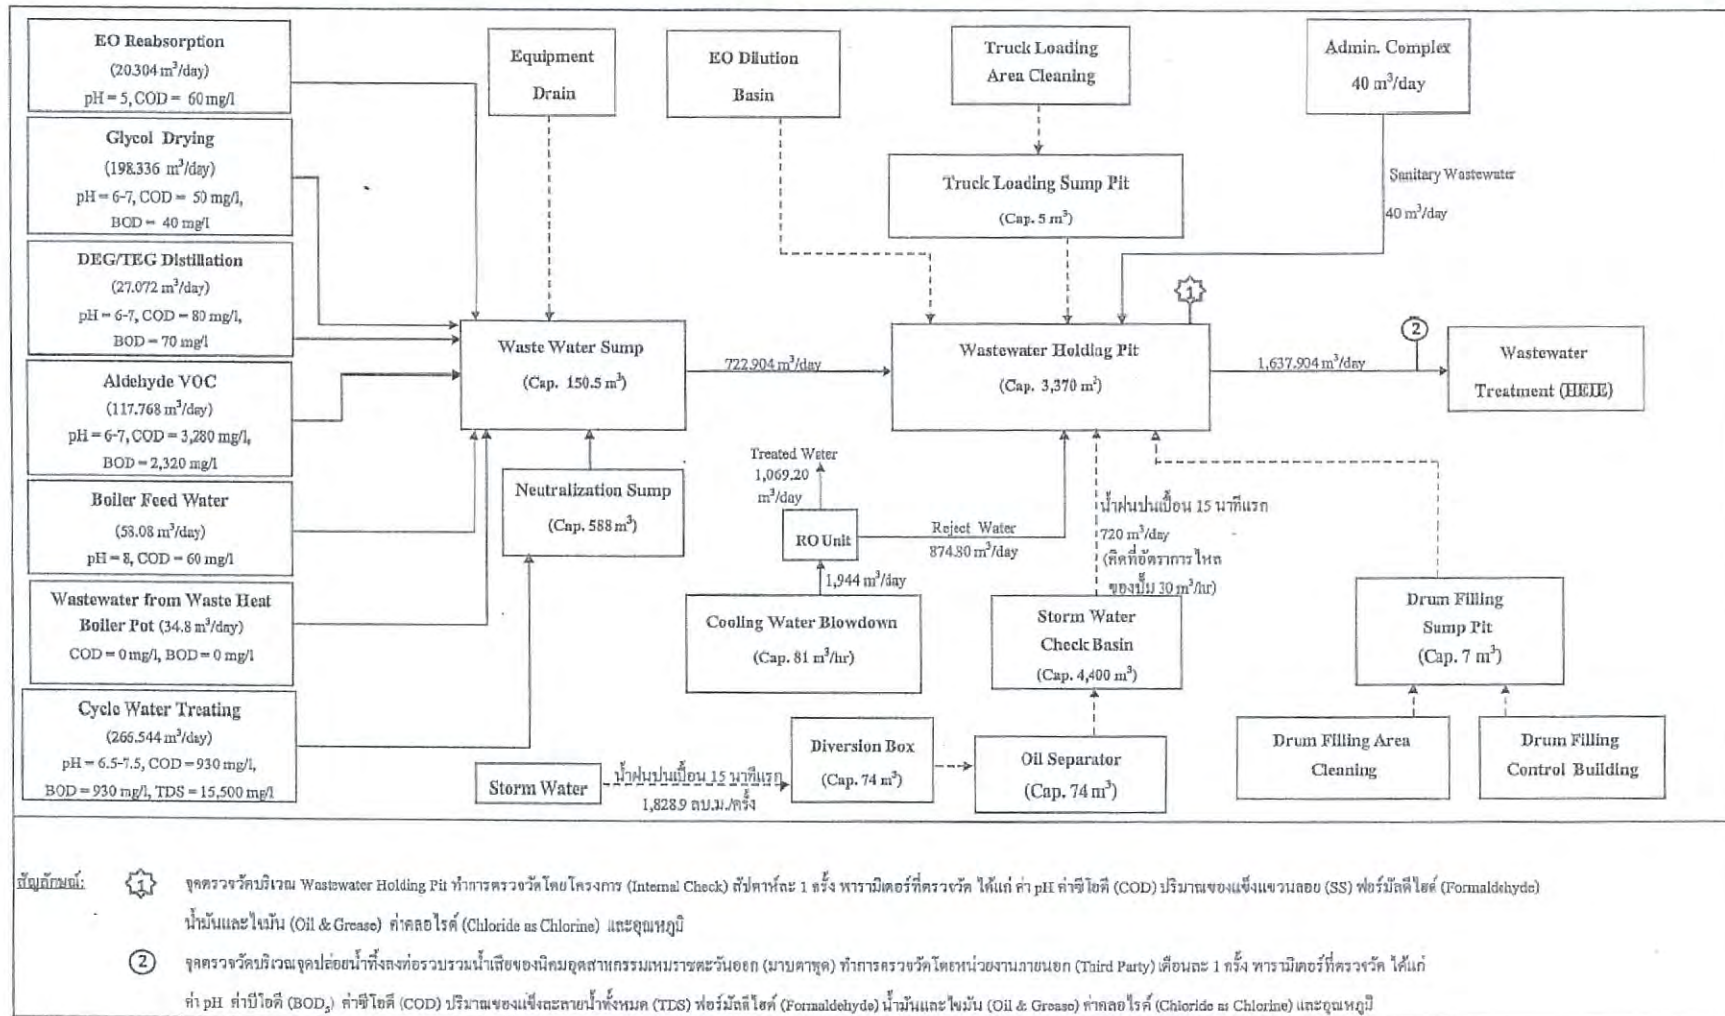 EO Reabsorption
(20.304 m³/day)
pH = 5, COD = 60 mg/l
Glycol Drying
(198.336 m³/day)
pH = 6-7, COD = 50 mg/l,
BOD = 40 mg/l
DEG/TEG Distillation
(27.072 m³/day)
pH = 6-7, COD = 80 mg/l,
BOD = 70 mg/l
Aldehyde VOC
(117.768 m³/day)
pH = 6-7, COD = 3,280 mg/l,
BOD = 2,320 mg/l
Boiler Feed Water
(58.08 m³/day)
pH = 8, COD = 60 mg/l
Wastewater from Waste Heat
Boiler Pot (34.8 m³/day)
COD = 0 mg/l, BOD = 0 mg/l
Cycle Water Treating
(266.544 m³/day)
pH = 6.5-7.5, COD = 930 mg/l,
BOD = 930 mg/l, TDS = 15,500 mg/l
Equipment
Drain
EO Dilution
Basin
Truck Loading
Area Cleaning
Admin. Complex
40 m³/day
Truck Loading Sump Pit
(Cap. 5 m³)
Sanitary Wastewater
40 m³/day
1
2
Waste Water Sump
(Cap. 150.5 m³)
722.904 m³/day
Wastewater Holding Pit
(Cap. 3,370 m²)
1,637.904 m³/day
Wastewater
Treatment (HEIE)
Neutralization Sump
(Cap. 588 m³)
Treated Water
1,069.20
m³/day
RO Unit
Reject Water
874.80 m³/day
1,944 m³/day
Cooling Water Blowdown
(Cap. 81 m³/hr)
น้ำฝนปนเปื้อน 15 นาทีแรก
720 m³/day
(คิดที่อัตราการไหล
ของปั๊ม 30 m³/hr)
Storm Water
Check Basin
(Cap. 4,400 m³)
Drum Filling
Sump Pit
(Cap. 7 m³)
Storm Water
น้ำฝนปนเปื้อน 15 นาทีแรก
1,828.9 ลบ.ม./ครั้ง
Diversion Box
(Cap. 74 m³)
Oil Separator
(Cap. 74 m³)
Drum Filling Area
Cleaning
Drum Filling
Control Building
สัญลักษณ์:
1 จุดตรวจวัดบริเวณ Wastewater Holding Pit ทำการตรวจวัดโดยโครงการ (Internal Check) สัปดาห์ละ 1 ครั้ง พารามิเตอร์ที่ตรวจวัด ได้แก่ ค่า pH ค่าซีโอดี (COD) ปริมาณของแข็งแขวนลอย (SS) ฟอร์มัลดีไฮด์ (Formaldehyde)
น้ำมันและไขมัน (Oil & Grease) ค่าคลอไรด์ (Chloride as Chlorine) และอุณหภูมิ
2 จุดตรวจวัดบริเวณจุดปล่อยน้ำทิ้งลงท่อรวบรวมน้ำเสียของนิคมอุตสาหกรรมเหมราชตะวันออก (มาบตาพุด) ทำการตรวจวัดโดยหน่วยงานภายนอก (Third Party) เดือนละ 1 ครั้ง พารามิเตอร์ที่ตรวจวัด ได้แก่
ค่า pH ค่าบีโอดี (BOD₅) ค่าซีโอดี (COD) ปริมาณของแข็งละลายน้ำทั้งหมด (TDS) ฟอร์มัลดีไฮด์ (Formaldehyde) น้ำมันและไขมัน (Oil & Grease) ค่าคลอไรด์ (Chloride as Chlorine) และอุณหภูมิ